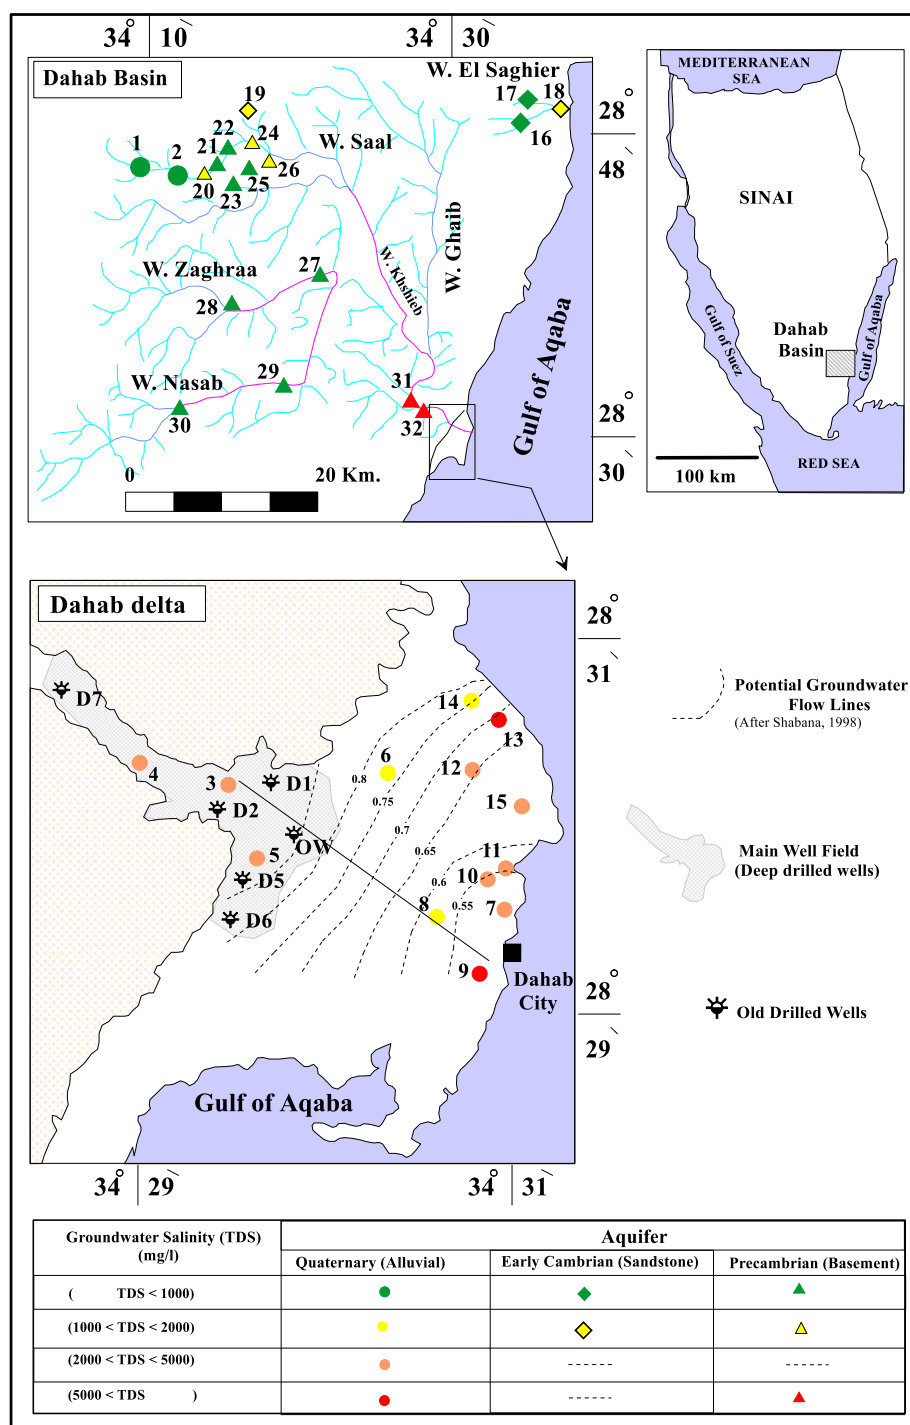 34° 10` 34° 30`
Dahab Basin
W. El Saghier
17 18
16
28°
48`
19
24
22
21
1
2
20
23
25
26
W. Saal
W. Ghaib
W. Khshieb
W. Zaghraa
27
28
W. Nasab
29
30
31
32
Gulf of Aqaba
28°
30`
0 20 Km.
MEDITERRANEAN
SEA
SINAI
Gulf of Suez
Gulf of Aqaba
Dahab
Basin
RED SEA
100 km
Dahab delta
28°
31`
D7
14
13
4
3
D1
6
0.8
12
D2
0.75
15
0.7
OW
0.65
5
11
D5
10
0.6
D6
8
0.55
7
9
Dahab
City
28°
29`
Gulf of Aqaba
34° 29` 34° 31`
Potential Groundwater
Flow Lines
(After Shabana, 1998)
Main Well Field
(Deep drilled wells)
Old Drilled Wells
Groundwater Salinity (TDS)
(mg/l)
Aquifer
Quaternary (Alluvial) Early Cambrian (Sandstone) Precambrian (Basement)
( TDS < 1000)
(1000 < TDS < 2000)
(2000 < TDS < 5000) ------ ------
(5000 < TDS ) ------